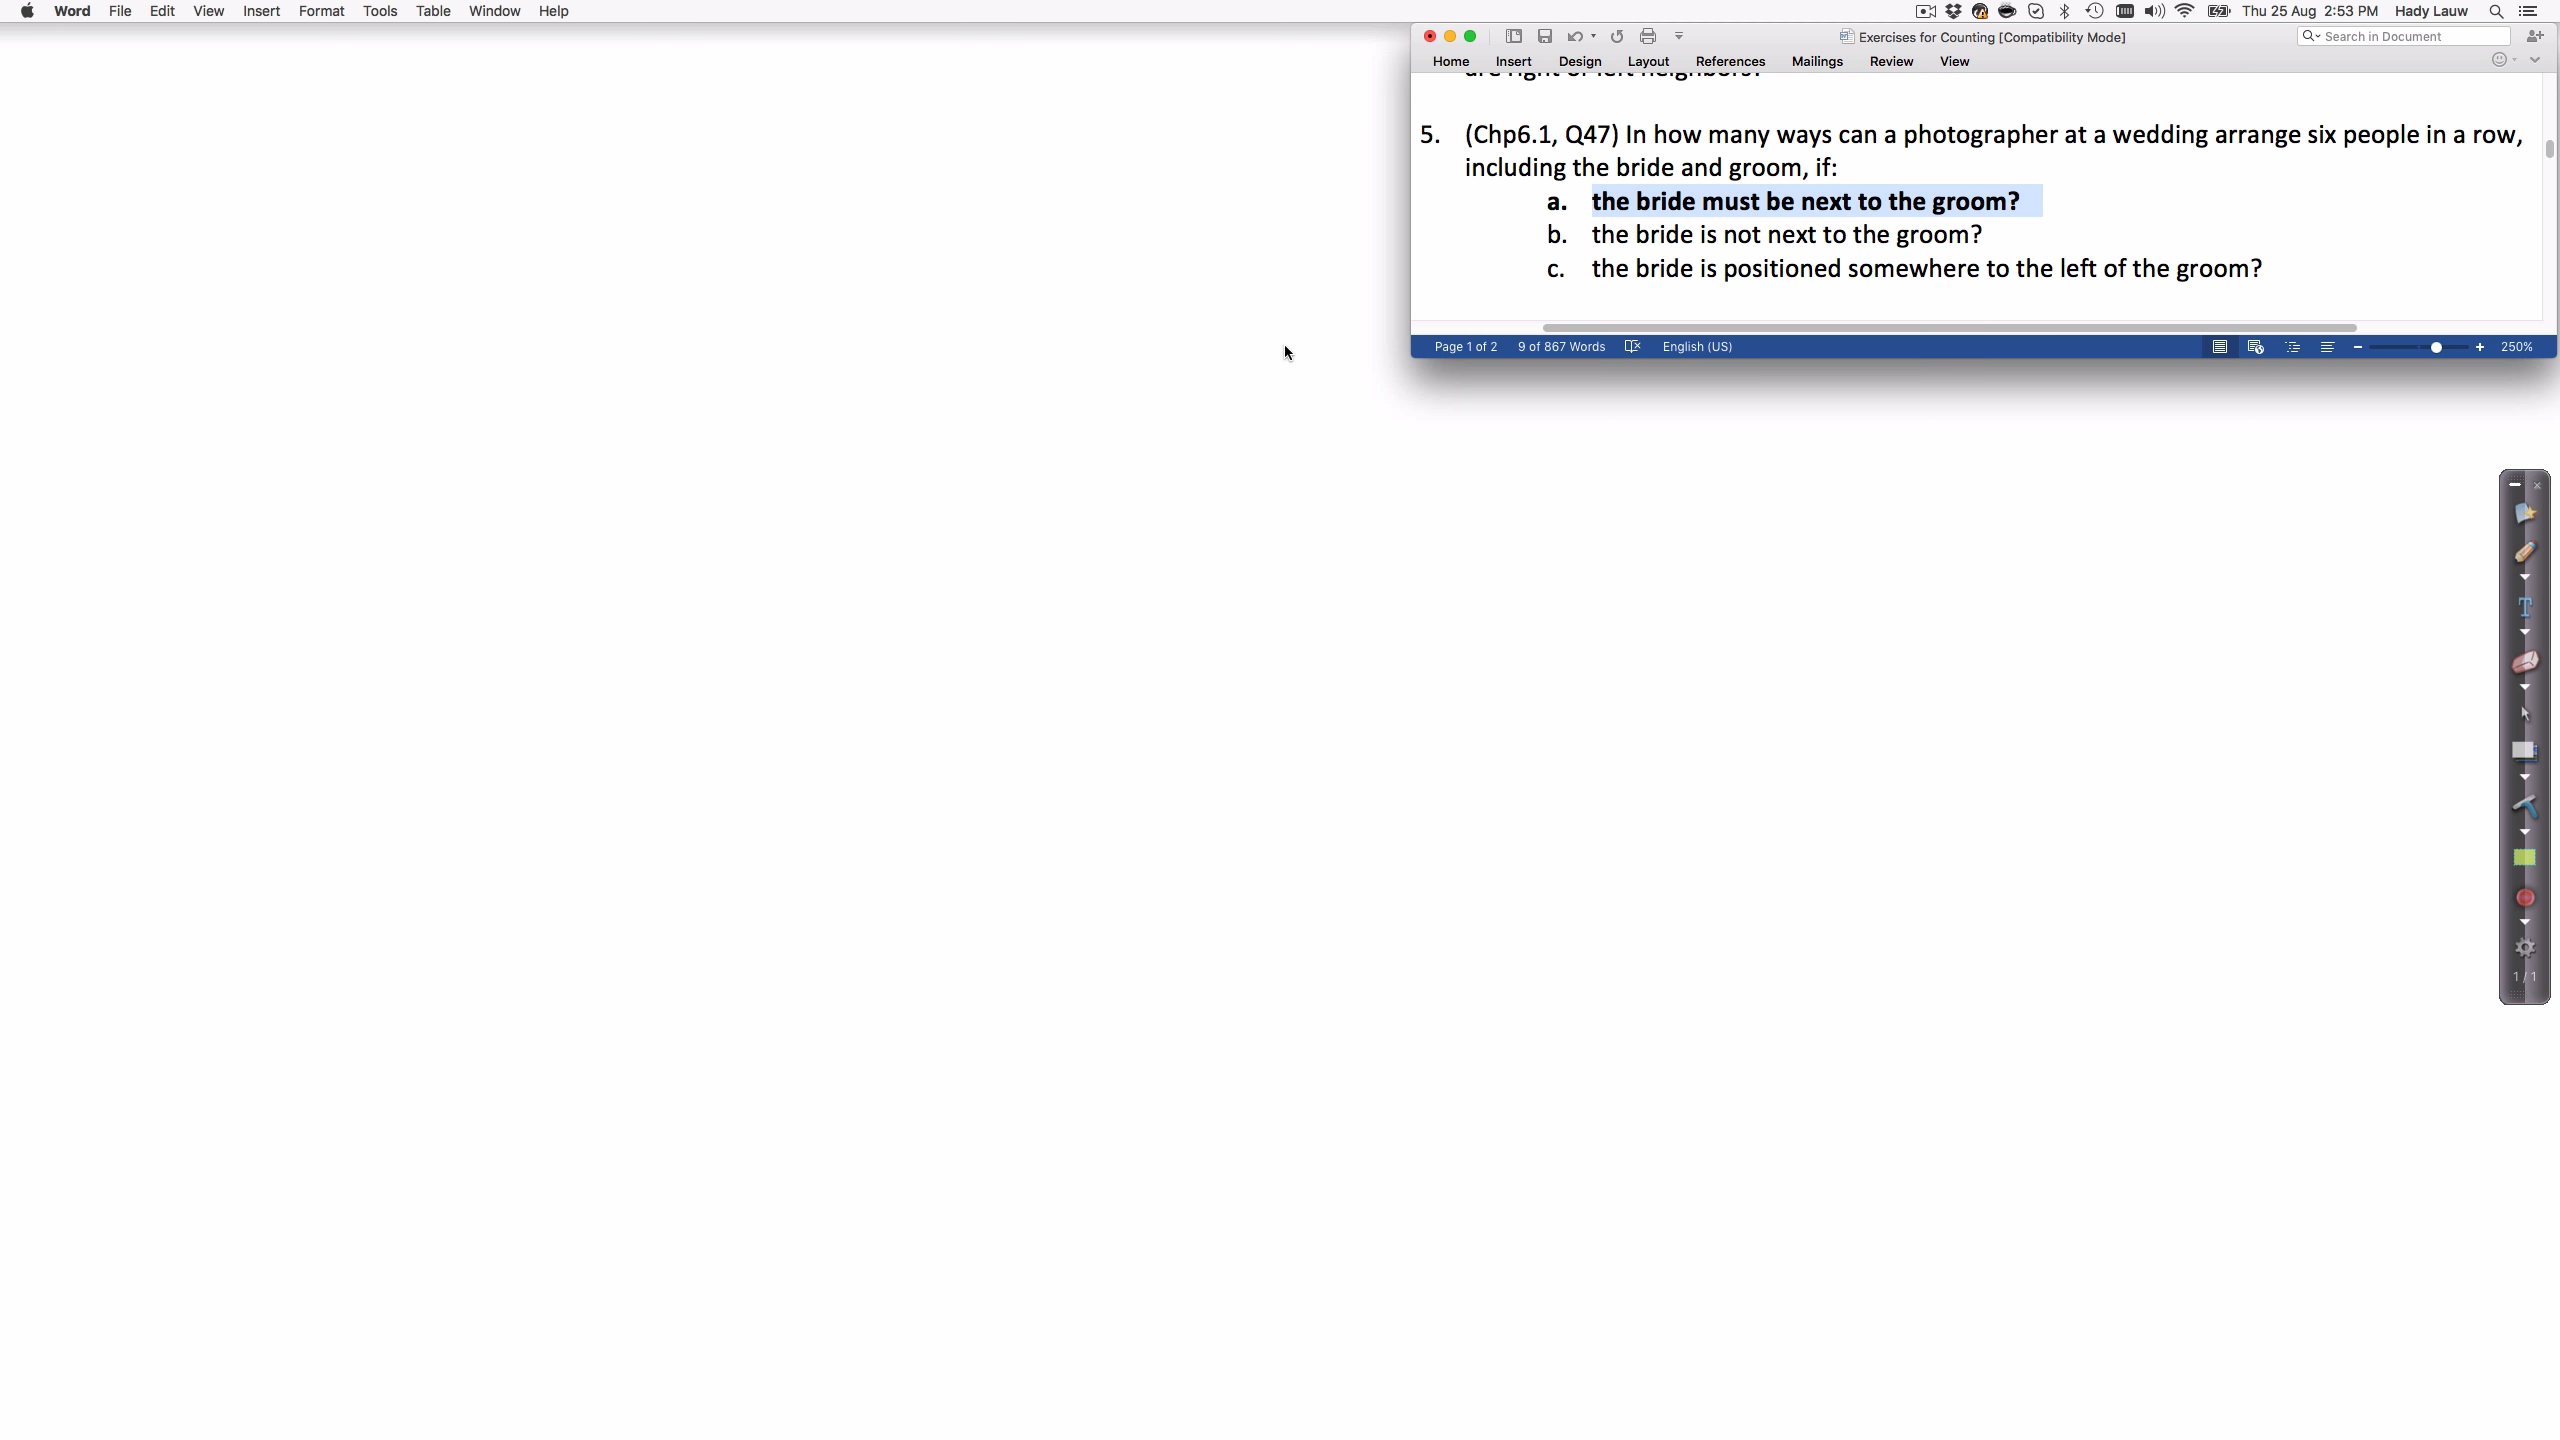 Word File Edit View Insert Format Tools Table Window Help
Thu 25 Aug 2:53 PM Hady Lauw
Exercises for Counting [Compatibility Mode]
Search in Document
Home Insert Design Layout References Mailings Review View
are right or left neighbors?
5. (Chp6.1, Q47) In how many ways can a photographer at a wedding arrange six people in a row,
including the bride and groom, if:
a. the bride must be next to the groom?
b. the bride is not next to the groom?
c. the bride is positioned somewhere to the left of the groom?
Page 1 of 2 9 of 867 Words English (US) 250%
1 / 1